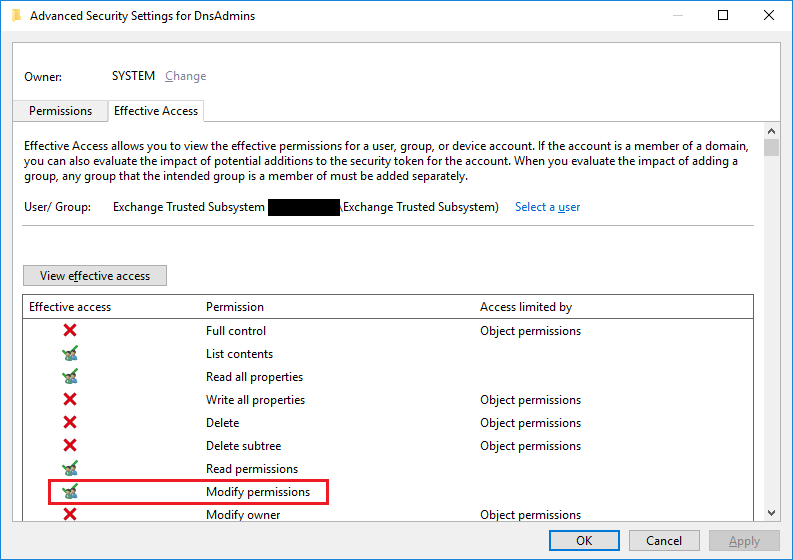 Advanced Security Settings for DnsAdmins
Owner: SYSTEM Change
Permissions Effective Access
Effective Access allows you to view the effective permissions for a user, group, or device account. If the account is a member of a domain,
you can also evaluate the impact of potential additions to the security token for the account. When you evaluate the impact of adding a
group, any group that the intended group is a member of must be added separately.
User/ Group: Exchange Trusted Subsystem \Exchange Trusted Subsystem) Select a user
View effective access
Effective access Permission Access limited by
Full control Object permissions
List contents
Read all properties
Write all properties Object permissions
Delete Object permissions
Delete subtree Object permissions
Read permissions
Modify permissions
Modify owner Object permissions
OK Cancel Apply